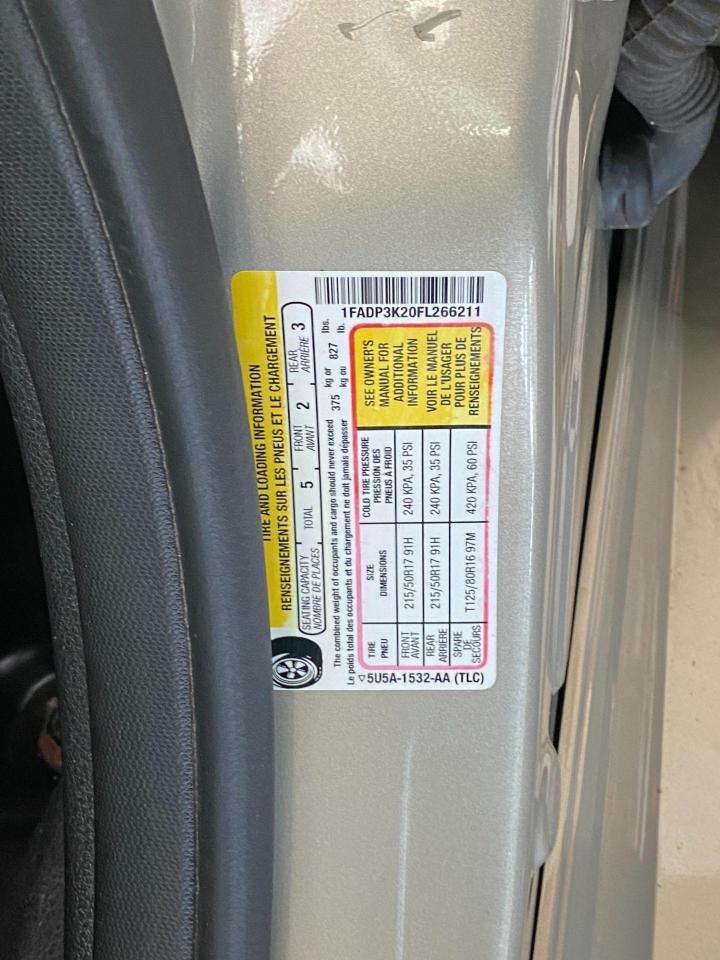 TIRE AND LOADING INFORMATION
RENSEIGNEMENTS SUR LES PNEUS ET LE CHARGEMENT
SEATING CAPACITY
NOMBRE DE PLACES
TOTAL 5
FRONT
AVANT
2
REAR
ARRIÈRE
3
The combined weight of occupants and cargo should never exceed 375 kg or 827 lbs.
Le poids total des occupants et du chargement ne doit jamais dépasser kg ou lb.
TIRE
PNEU
SIZE
DIMENSIONS
COLD TIRE PRESSURE
PRESSION DES
PNEUS À FROID
FRONT
AVANT
215/50R17 91H
240 KPA, 35 PSI
REAR
ARRIÈRE
215/50R17 91H
240 KPA, 35 PSI
SPARE
DE
SECOURS
T125/80R16 97M
420 KPA, 60 PSI
SEE OWNER'S
MANUAL FOR
ADDITIONAL
INFORMATION
VOIR LE MANUEL
DE L'USAGER
POUR PLUS DE
RENSEIGNEMENTS
1FADP3K20FL266211
5U5A-1532-AA (TLC)